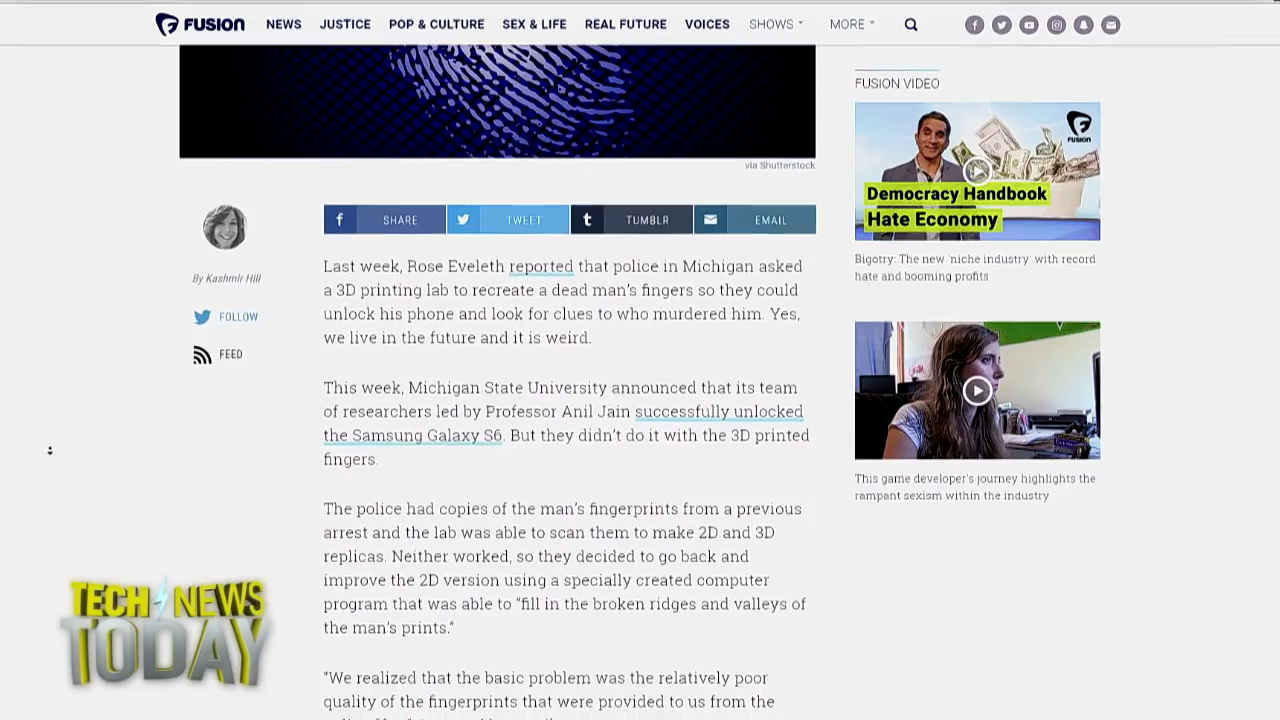 FUSION NEWS JUSTICE POP & CULTURE SEX & LIFE REAL FUTURE VOICES SHOWS MORE
via Shutterstock
SHARE TWEET TUMBLR EMAIL
By Kashmir Hill
FOLLOW
FEED
Last week, Rose Eveleth reported that police in Michigan asked
a 3D printing lab to recreate a dead man's fingers so they could
unlock his phone and look for clues to who murdered him. Yes,
we live in the future and it is weird.
This week, Michigan State University announced that its team
of researchers led by Professor Anil Jain successfully unlocked
the Samsung Galaxy S6. But they didn't do it with the 3D printed
fingers.
The police had copies of the man's fingerprints from a previous
arrest and the lab was able to scan them to make 2D and 3D
replicas. Neither worked, so they decided to go back and
improve the 2D version using a specially created computer
program that was able to “fill in the broken ridges and valleys of
the man's prints.”
“We realized that the basic problem was the relatively poor
quality of the fingerprints that were provided to us from the
FUSION VIDEO
FUSION
Democracy Handbook
Hate Economy
Bigotry: The new 'niche industry' with record
hate and booming profits
This game developer's journey highlights the
rampant sexism within the industry
TECH NEWS
TODAY